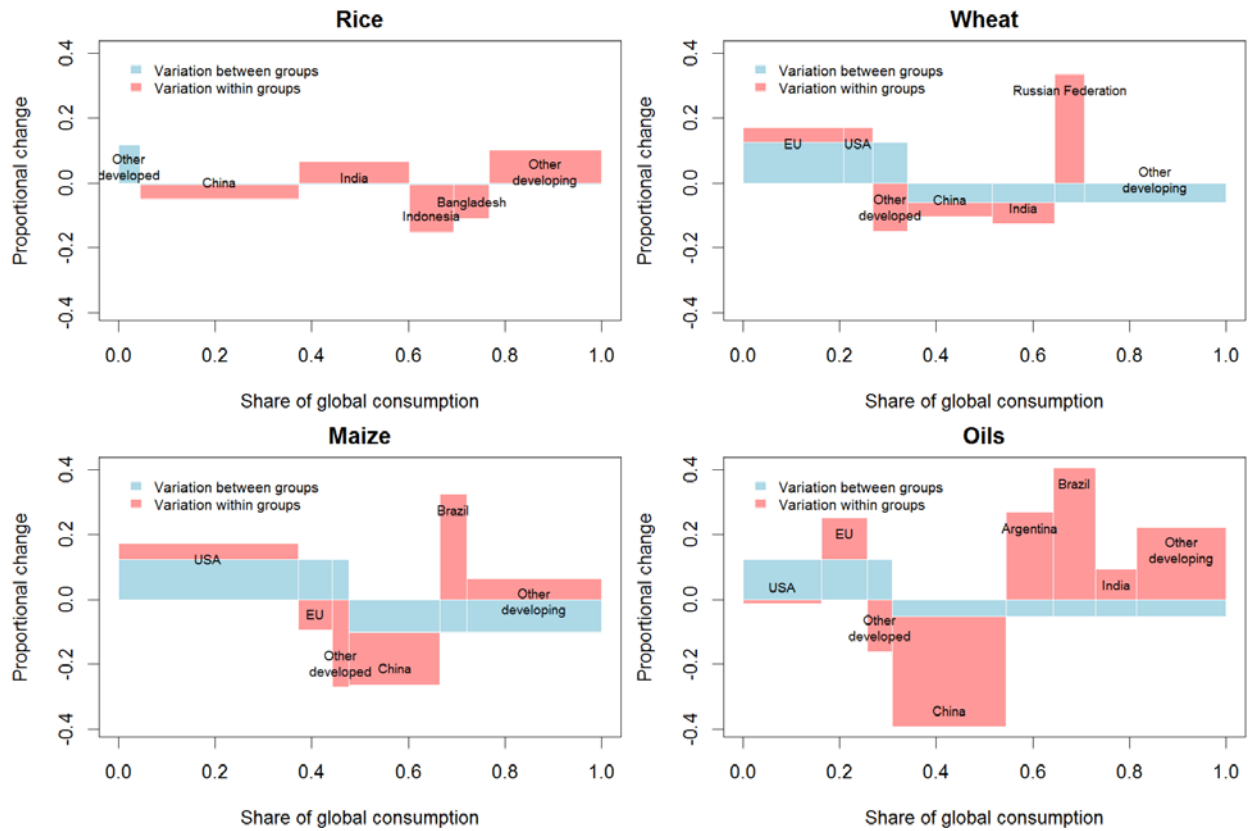 Rice
Proportional change
0.4
0.2
0.0
-0.2
-0.4
Variation between groups
Variation within groups
Other
developed
China
India
Indonesia
Bangladesh
Other
developing
0.0 0.2 0.4 0.6 0.8 1.0
Share of global consumption
Wheat
Proportional change
0.4
0.2
0.0
-0.2
-0.4
Variation between groups
Variation within groups
EU
USA
Other
developed
China
India
Russian Federation
Other
developing
0.0 0.2 0.4 0.6 0.8 1.0
Share of global consumption
Maize
Proportional change
0.4
0.2
0.0
-0.2
-0.4
Variation between groups
Variation within groups
USA
EU
Other
developed
China
Brazil
Other
developing
0.0 0.2 0.4 0.6 0.8 1.0
Share of global consumption
Oils
Proportional change
0.4
0.2
0.0
-0.2
-0.4
Variation between groups
Variation within groups
USA
EU
Other
developed
China
Argentina
Brazil
India
Other
developing
0.0 0.2 0.4 0.6 0.8 1.0
Share of global consumption